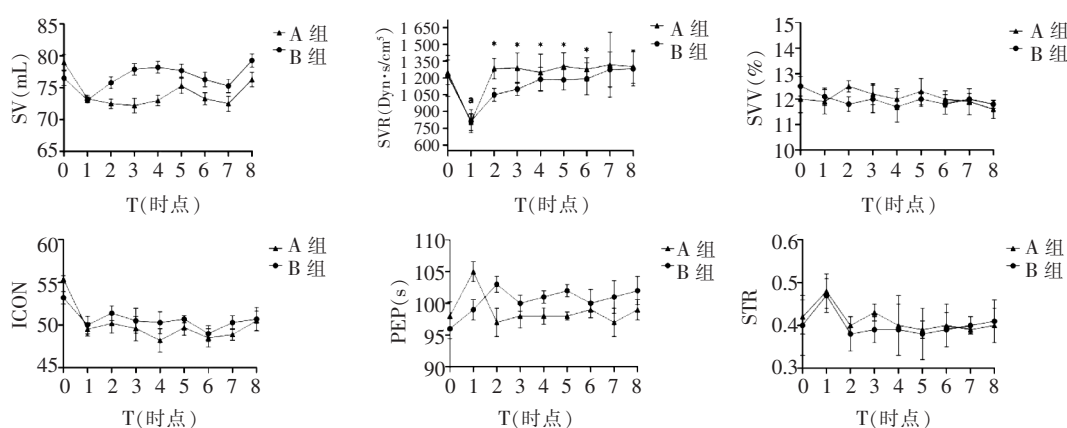 SV(mL)
85
80
75
70
65
0 1 2 3 4 5 6 7 8
T(时点)
A 组
B 组
SVR(Dyn·s/cm⁵)
1 650
1 500
1 350
1 200
1 050
900
750
600
a * * * * *
0 1 2 3 4 5 6 7 8
T(时点)
A 组
B 组
SVV(%)
15
14
13
12
11
10
0 1 2 3 4 5 6 7 8
T(时点)
A 组
B 组
ICON
60
55
50
45
0 1 2 3 4 5 6 7 8
T(时点)
A 组
B 组
PEP(s)
110
105
100
95
90
0 1 2 3 4 5 6 7 8
T(时点)
A 组
B 组
STR
0.6
0.5
0.4
0.3
0 1 2 3 4 5 6 7 8
T(时点)
A 组
B 组